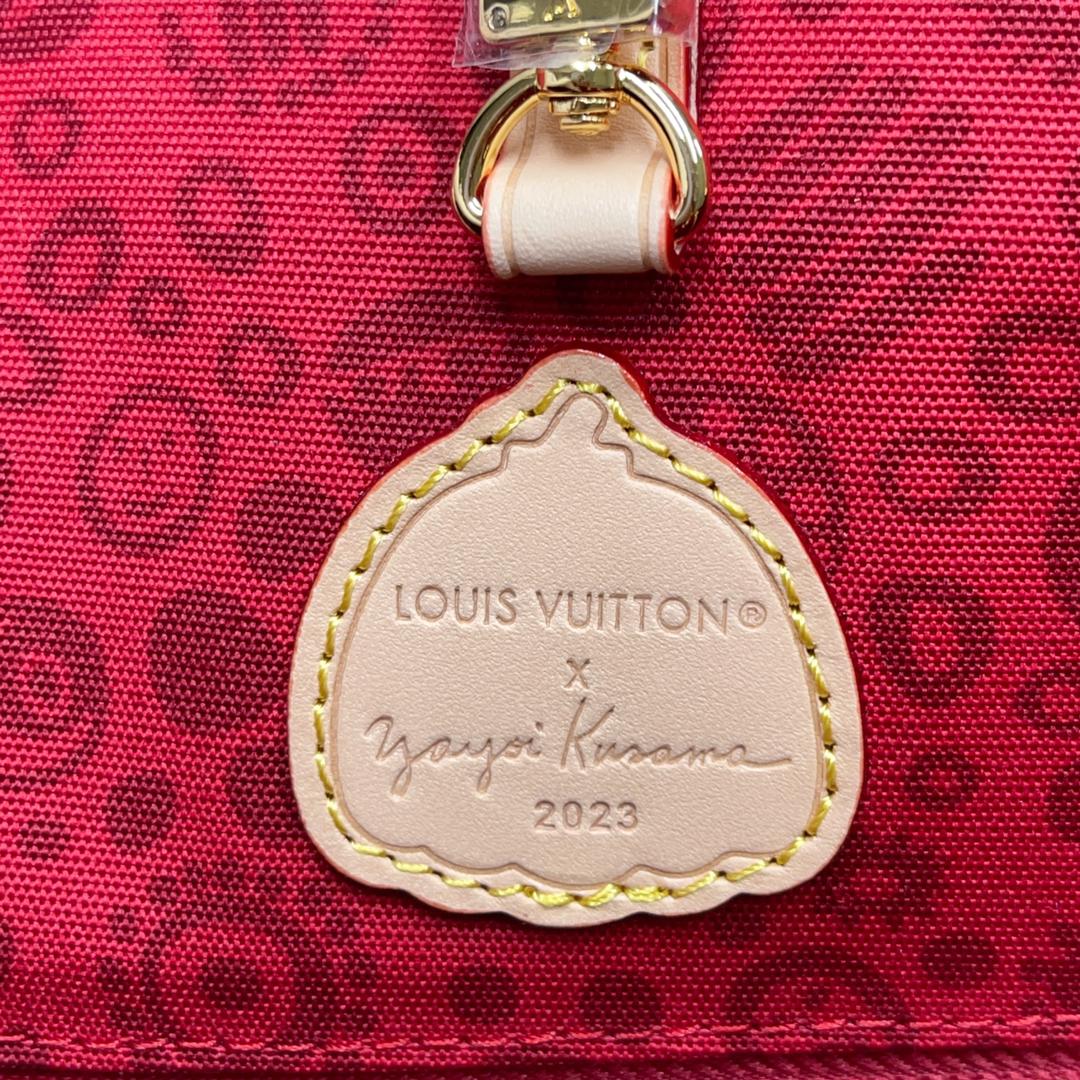 LOUIS VUITTON®
x
Yayoi Kusama
2023